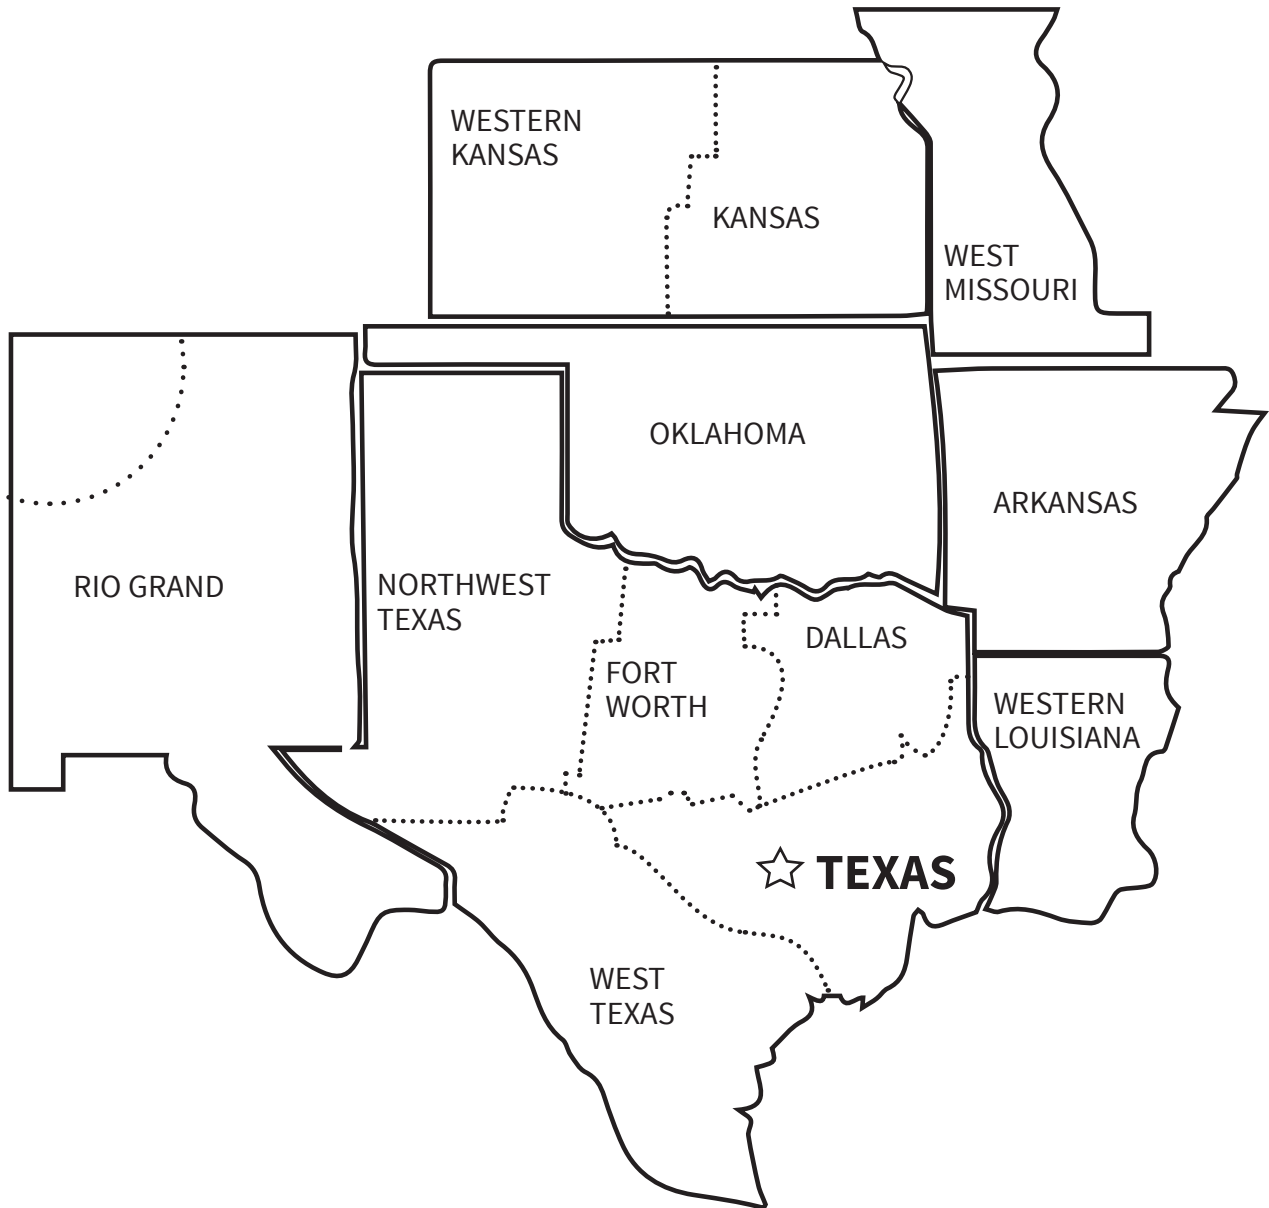 WESTERN
KANSAS
KANSAS
WEST
MISSOURI
OKLAHOMA
ARKANSAS
RIO GRAND
NORTHWEST
TEXAS
DALLAS
FORT
WORTH
WESTERN
LOUISIANA
TEXAS
WEST
TEXAS